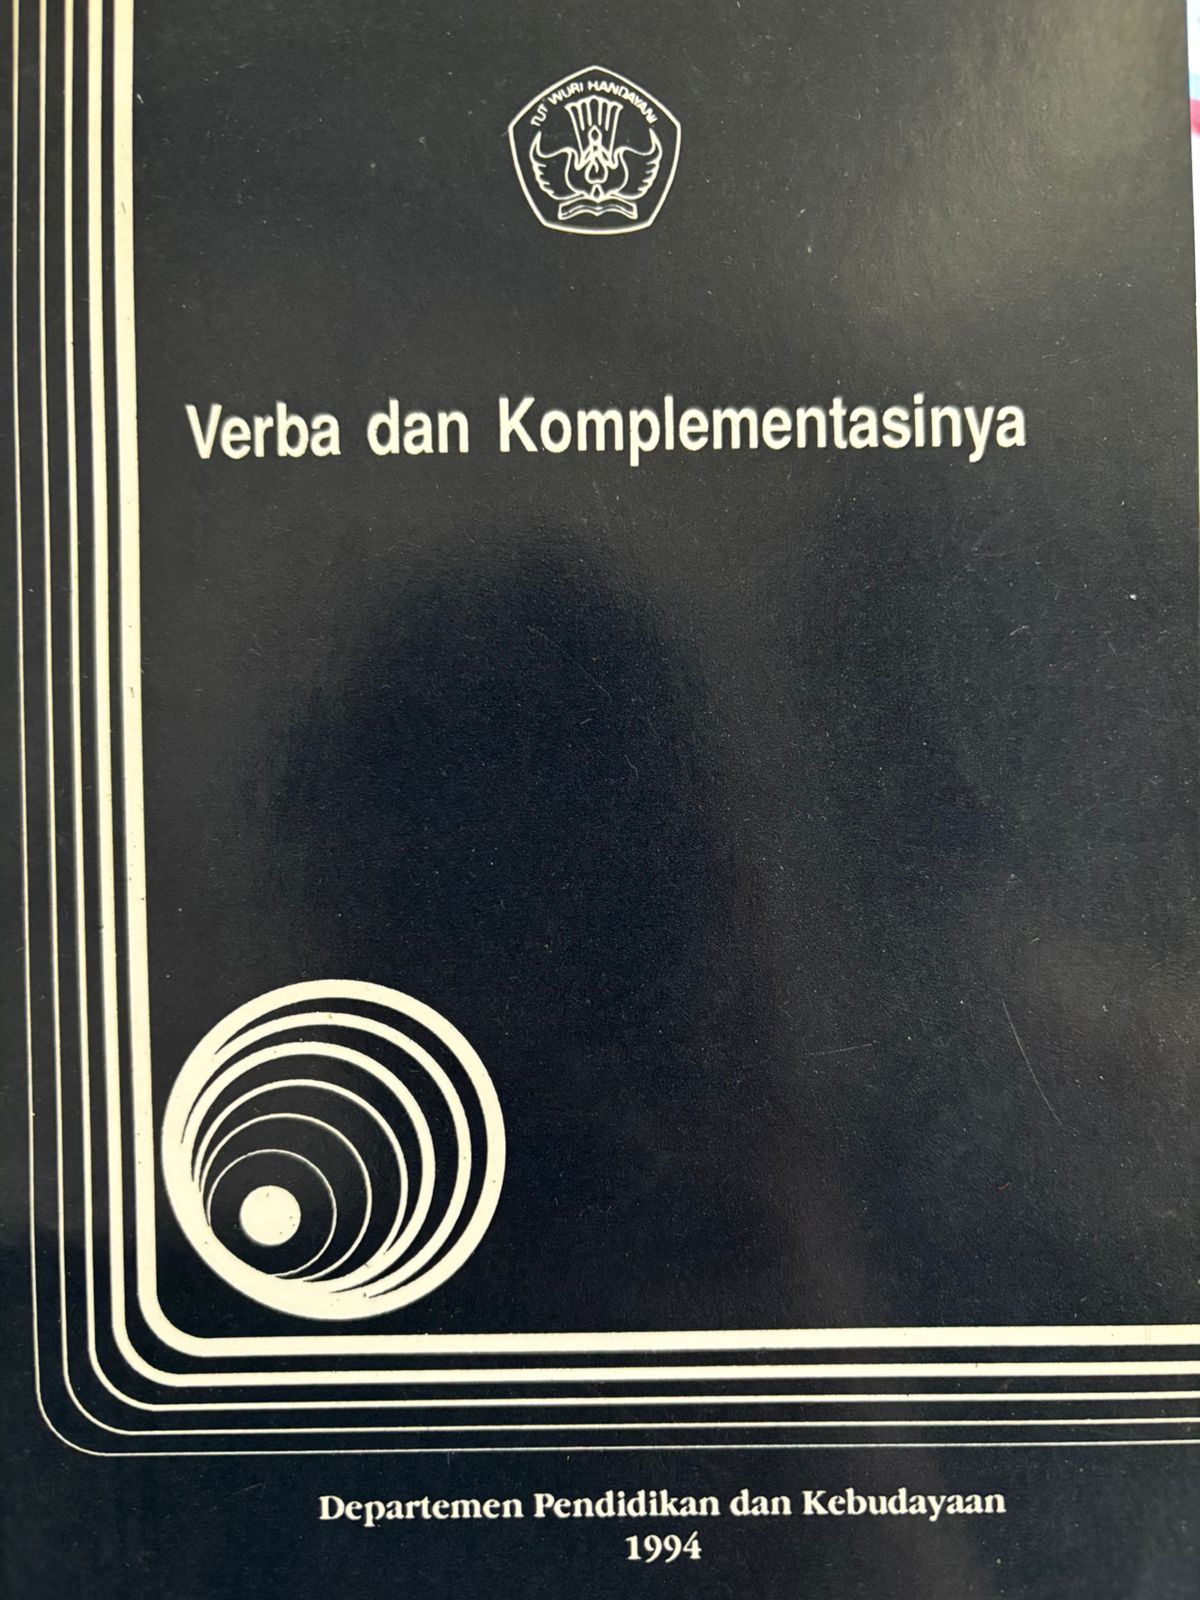 TUT WURI HANDAYANI
Verba dan Komplementasinya
Departemen Pendidikan dan Kebudayaan
1994